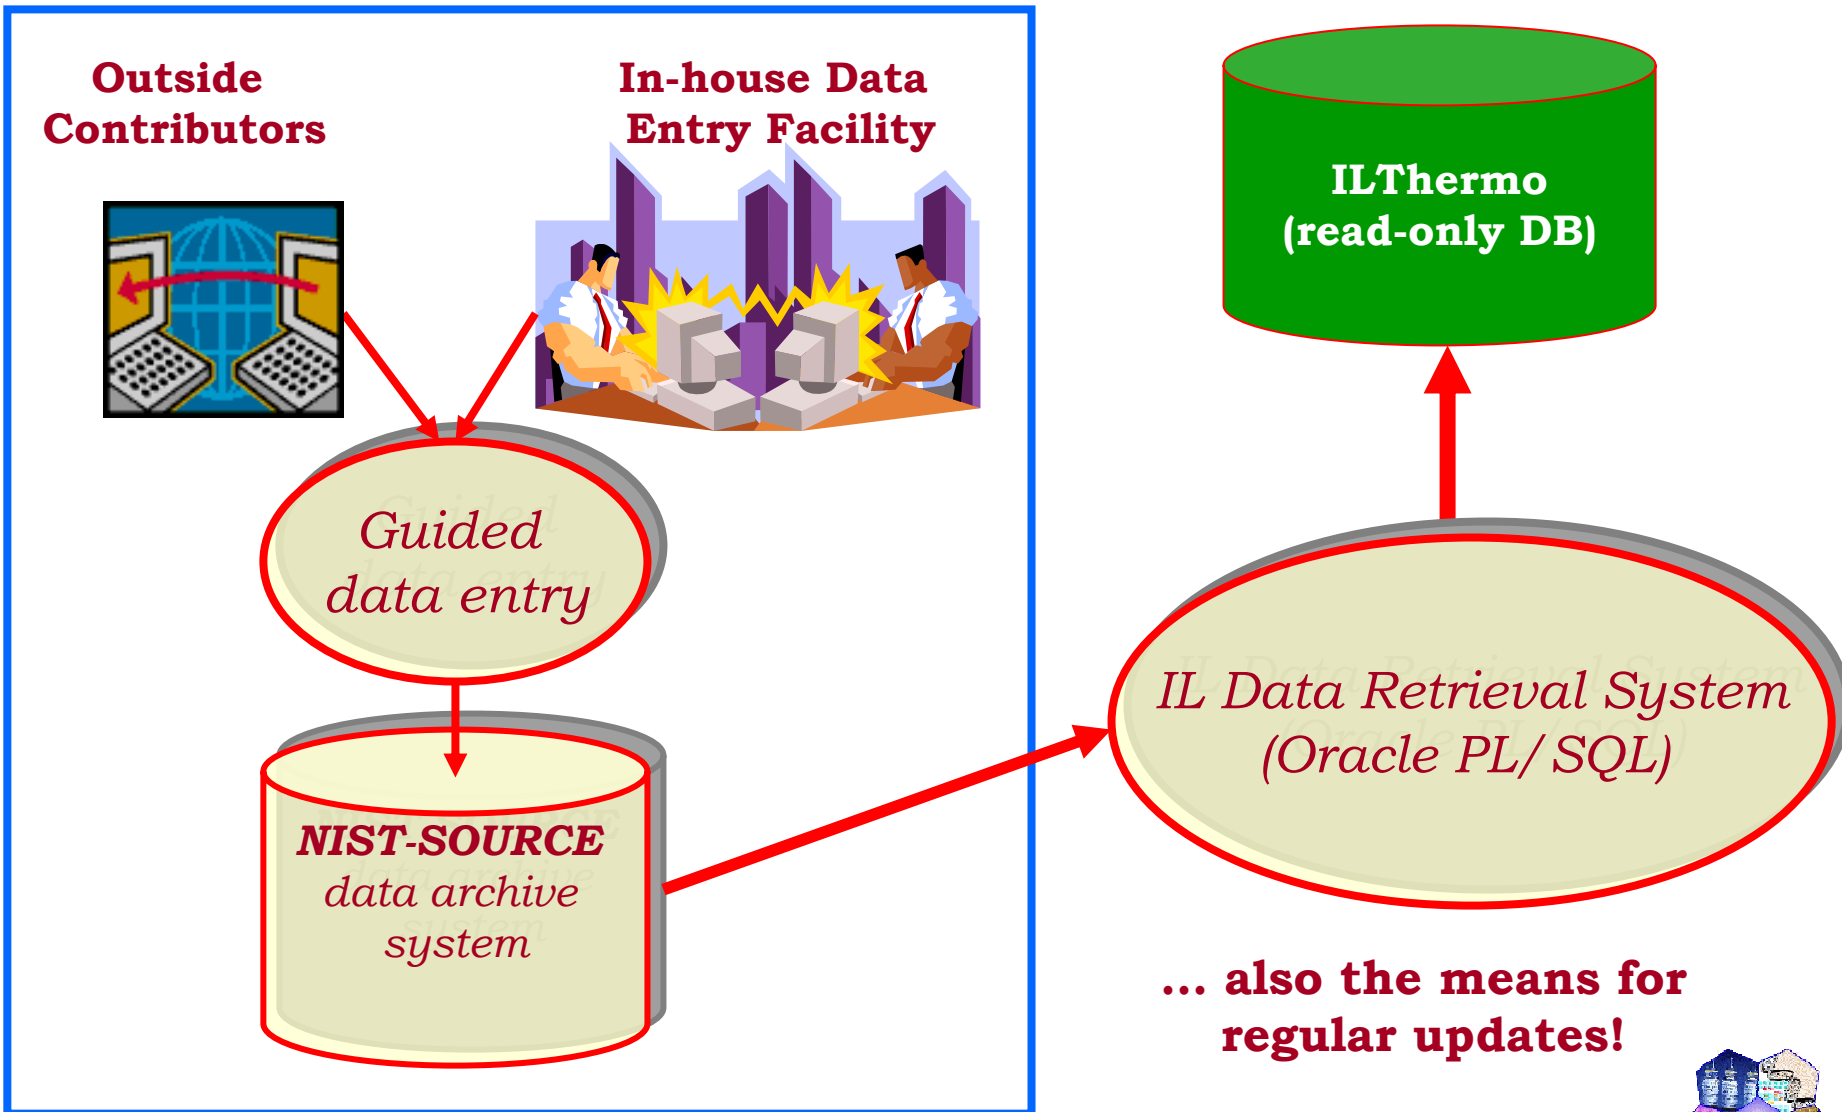 Outside
Contributors
In-house Data
Entry Facility
Guided
data entry
NIST-SOURCE
data archive
system
ILThermo
(read-only DB)
IL Data Retrieval System
(Oracle PL/SQL)
... also the means for
regular updates!